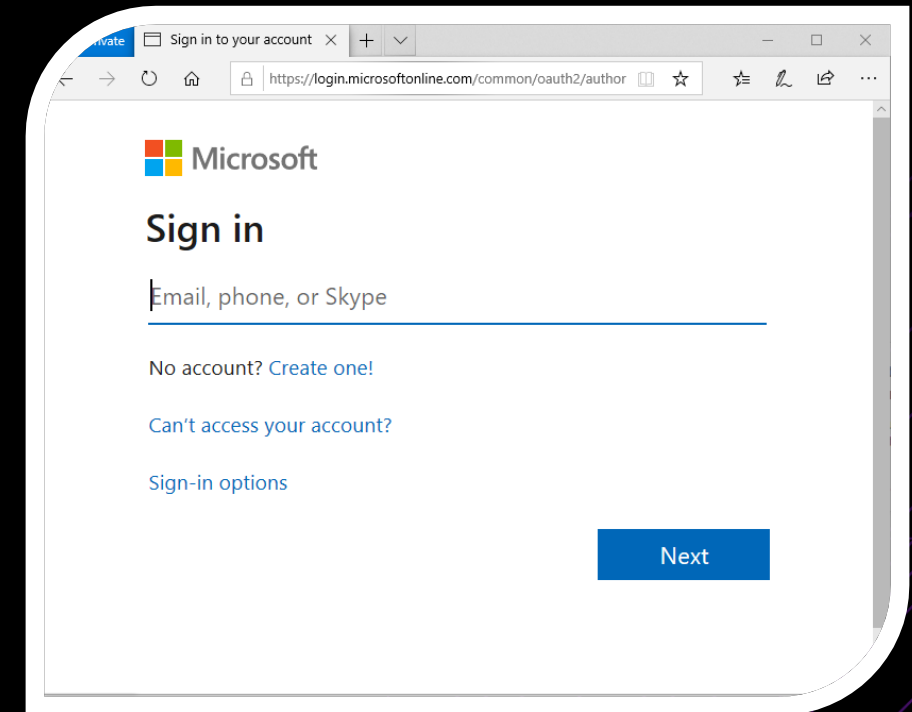 Sign in to your account
https://login.microsoftonline.com/common/oauth2/author
Microsoft
Sign in
Email, phone, or Skype
No account? Create one!
Can't access your account?
Sign-in options
Next